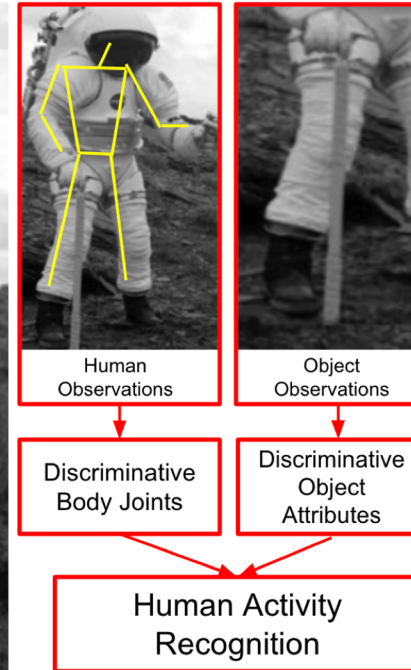 Human
Observations
Object
Observations
Discriminative
Body Joints
Discriminative
Object
Attributes
Human Activity
Recognition